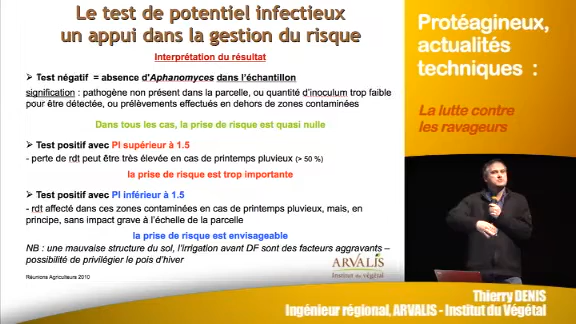 Le test de potentiel infectieux
un appui dans la gestion du risque
Interprétation du résultat
➢ Test négatif = absence d'Aphanomyces dans l'échantillon
signification : pathogène non présent dans la parcelle, ou quantité d'inoculum trop faible
pour être détectée, ou prélèvements effectués en dehors de zones contaminées
Dans tous les cas, la prise de risque est quasi nulle
➢ Test positif avec PI supérieur à 1.5
- perte de rdt peut être très élevée en cas de printemps pluvieux (> 50 %)
la prise de risque est trop importante
➢ Test positif avec PI inférieur à 1.5
- rdt affecté dans ces zones contaminées en cas de printemps pluvieux, mais, en
principe, sans impact grave à l'échelle de la parcelle
la prise de risque est envisageable
NB : une mauvaise structure du sol, l'irrigation avant DF sont des facteurs aggravants –
possibilité de privilégier le pois d'hiver
Réunions Agriculteurs 2010
ARVALIS
Institut du végétal
Protéagineux,
actualités
techniques :
La lutte contre
les ravageurs
Thierry DENIS
Ingénieur régional, ARVALIS - Institut du Végétal